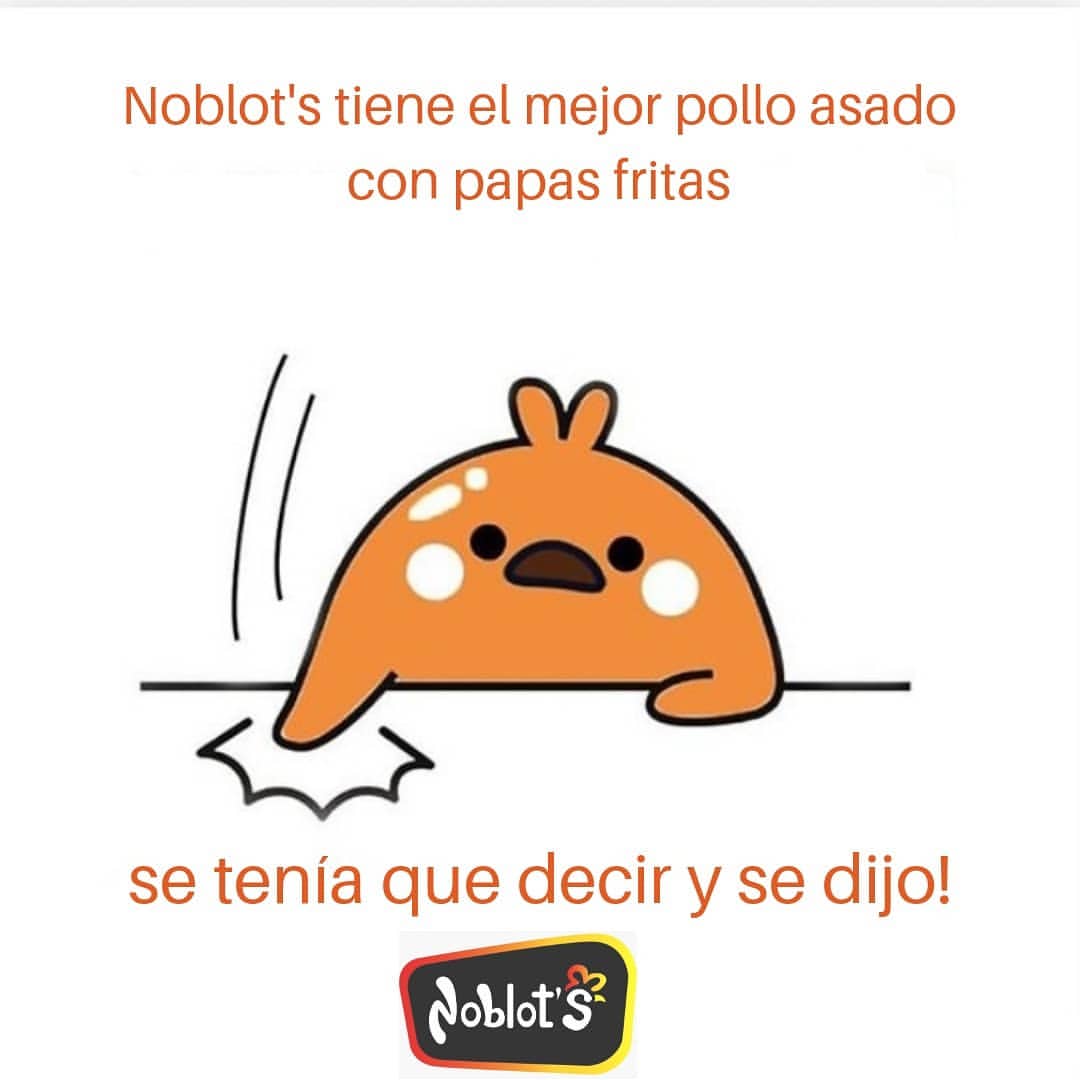 Noblot's tiene el mejor pollo asado
con papas fritas
se tenía que decir y se dijo!
Noblot's